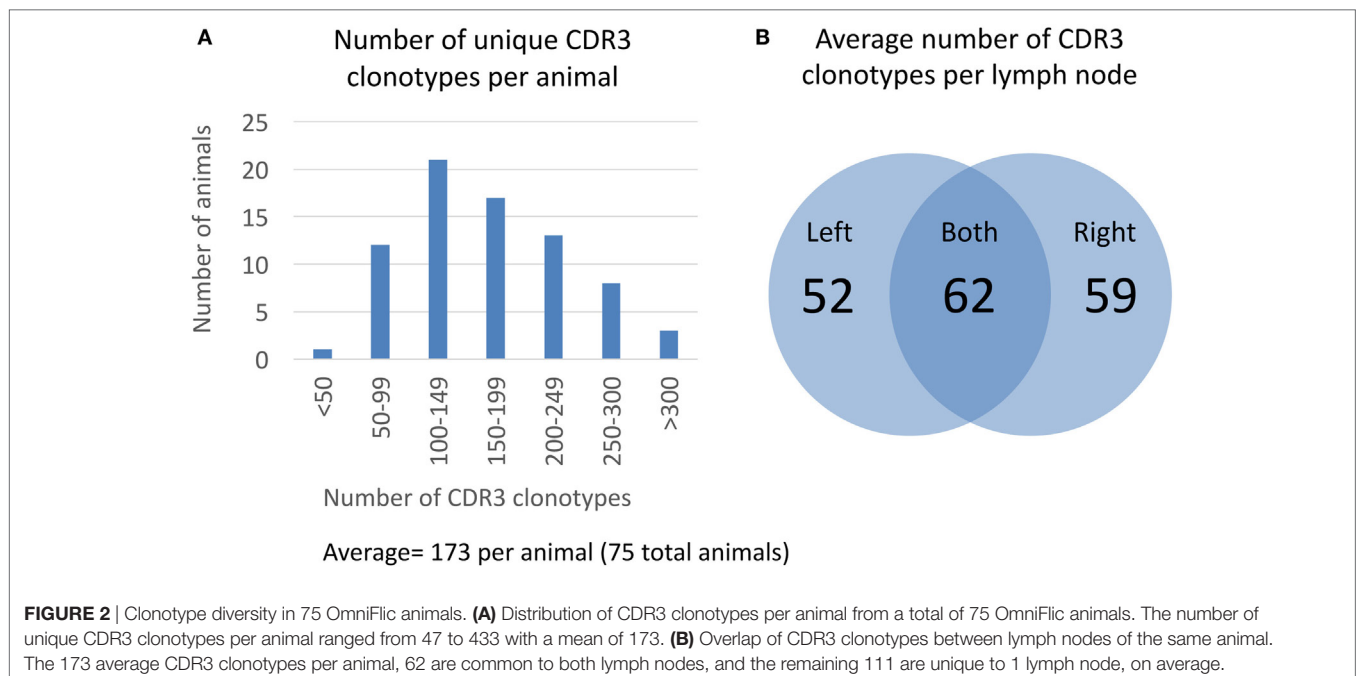 A
Number of unique CDR3
clonotypes per animal
Number of animals
25
20
15
10
5
0
<50
50-99
100-149
150-199
200-249
250-300
>300
Number of CDR3 clonotypes
Average= 173 per animal (75 total animals)
B
Average number of CDR3
clonotypes per lymph node
Left
Both
Right
52
62
59
FIGURE 2 | Clonotype diversity in 75 OmniFlic animals. (A) Distribution of CDR3 clonotypes per animal from a total of 75 OmniFlic animals. The number of
unique CDR3 clonotypes per animal ranged from 47 to 433 with a mean of 173. (B) Overlap of CDR3 clonotypes between lymph nodes of the same animal.
The 173 average CDR3 clonotypes per animal, 62 are common to both lymph nodes, and the remaining 111 are unique to 1 lymph node, on average.